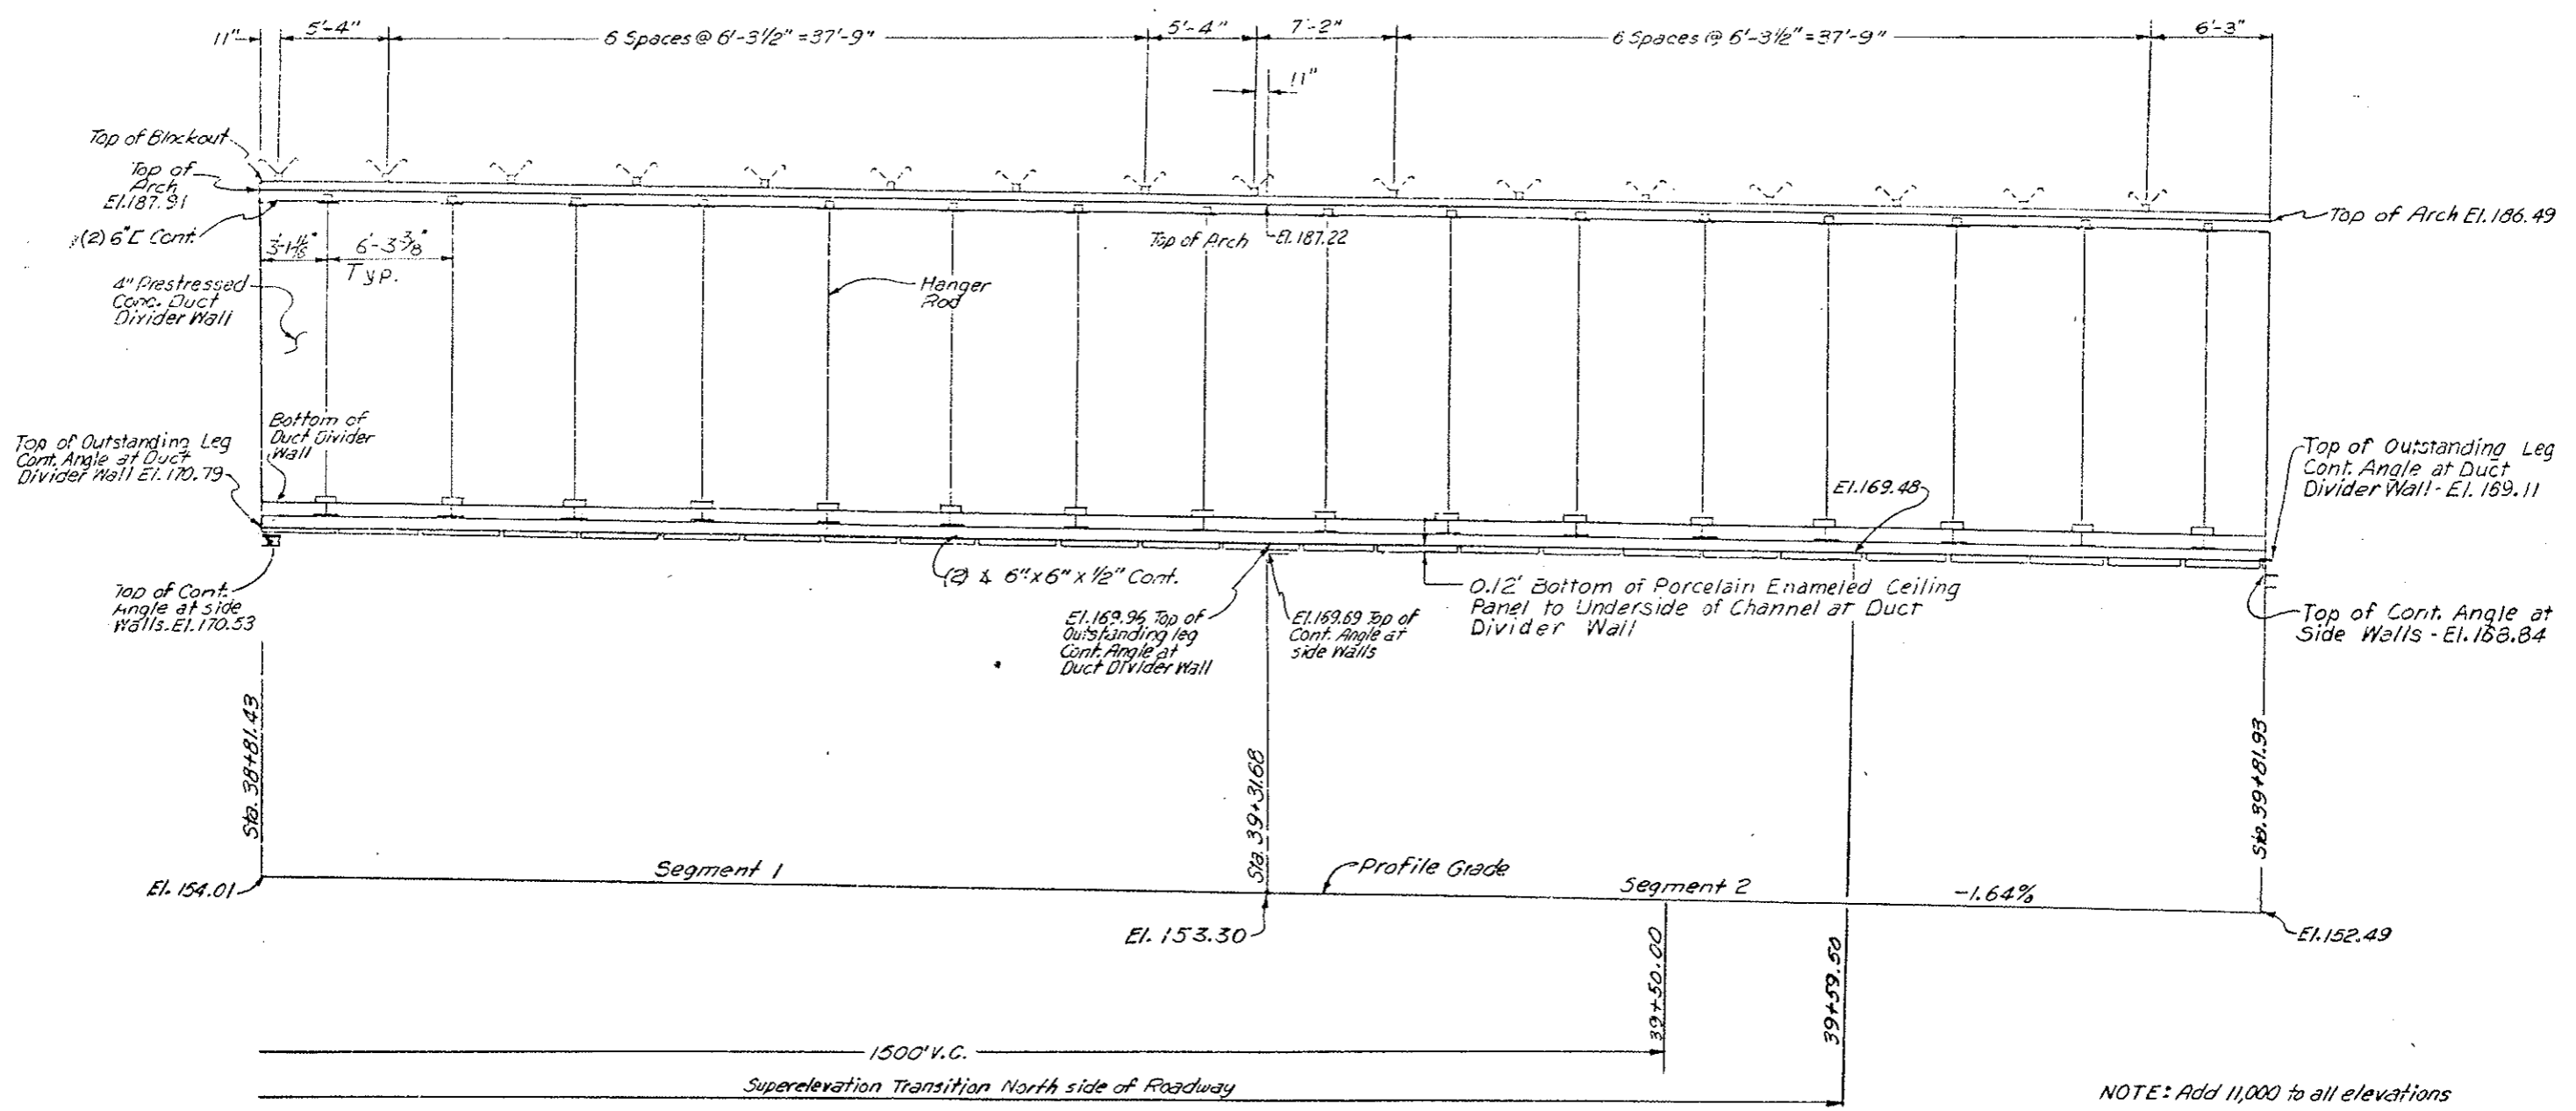 11" 5'-4" 6 Spaces @ 6'-3½" = 37'-9" 5'-4" 7'-2" 6 Spaces @ 6'-3½" = 37'-9" 6'-3"
11"
Top of Blockout
Top of
Arch
El.187.91
(2) 6"[ Cont.
3'-1 11/16" 6'-3⅜"
Typ.
4" Prestressed
Conc. Duct
Divider Wall
Hanger
Rod
Top of Arch El.187.22
Top of Arch El.186.49
Bottom of
Duct Divider
Wall
Top of Outstanding Leg
Cont. Angle at Duct
Divider Wall El.170.79
El.169.48
Top of Outstanding Leg
Cont. Angle at Duct
Divider Wall - El. 169.11
Top of Cont.
Angle at side
Walls-El.170.53
(2) ∡ 6" x 6" x ½" Cont.
El.169.96 Top of
Outstanding leg
Cont. Angle at
Duct Divider Wall
El.169.69 Top of
Cont. Angle at
side Walls
0.12' Bottom of Porcelain Enameled Ceiling
Panel to Underside of Channel at Duct
Divider Wall
Top of Cont. Angle at
Side Walls - El.168.84
Sta. 38+81.43
Sta. 39+31.68
Sta. 39+81.93
Segment 1
Profile Grade
Segment 2
-1.64%
El. 154.01
El. 153.30
El.152.49
39+50.00
39+59.50
1500' V.C.
Superelevation Transition North side of Roadway
NOTE: Add 11,000 to all elevations